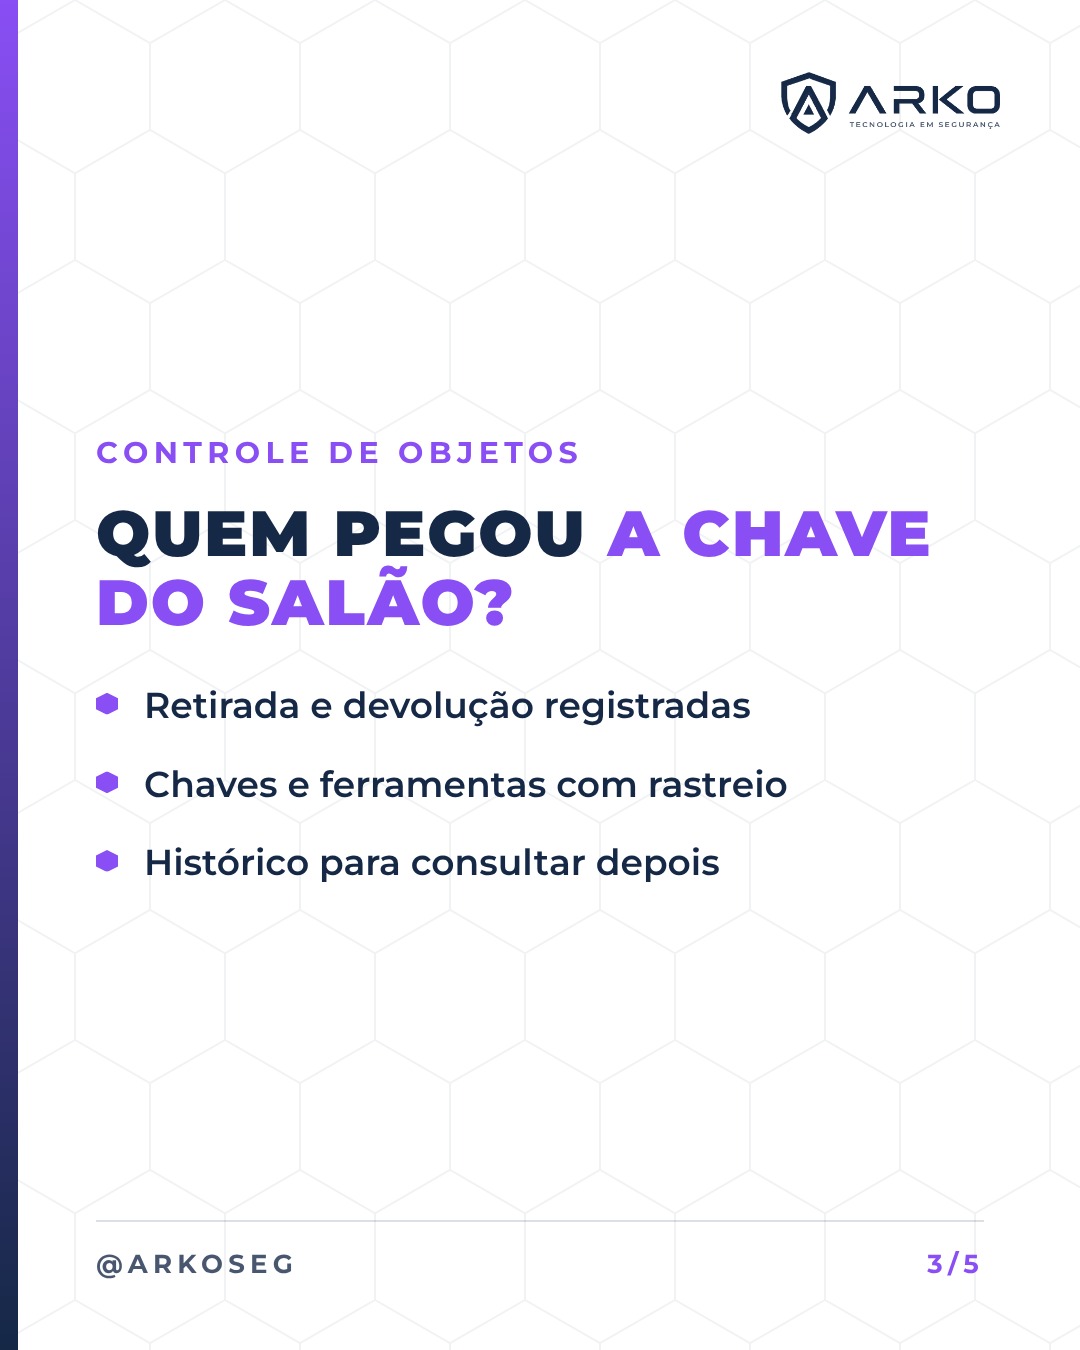 ARKO
TECNOLOGIA EM SEGURANÇA
CONTROLE DE OBJETOS
QUEM PEGOU A CHAVE
DO SALÃO?
Retirada e devolução registradas
Chaves e ferramentas com rastreio
Histórico para consultar depois
@ARKOSEG
3/5